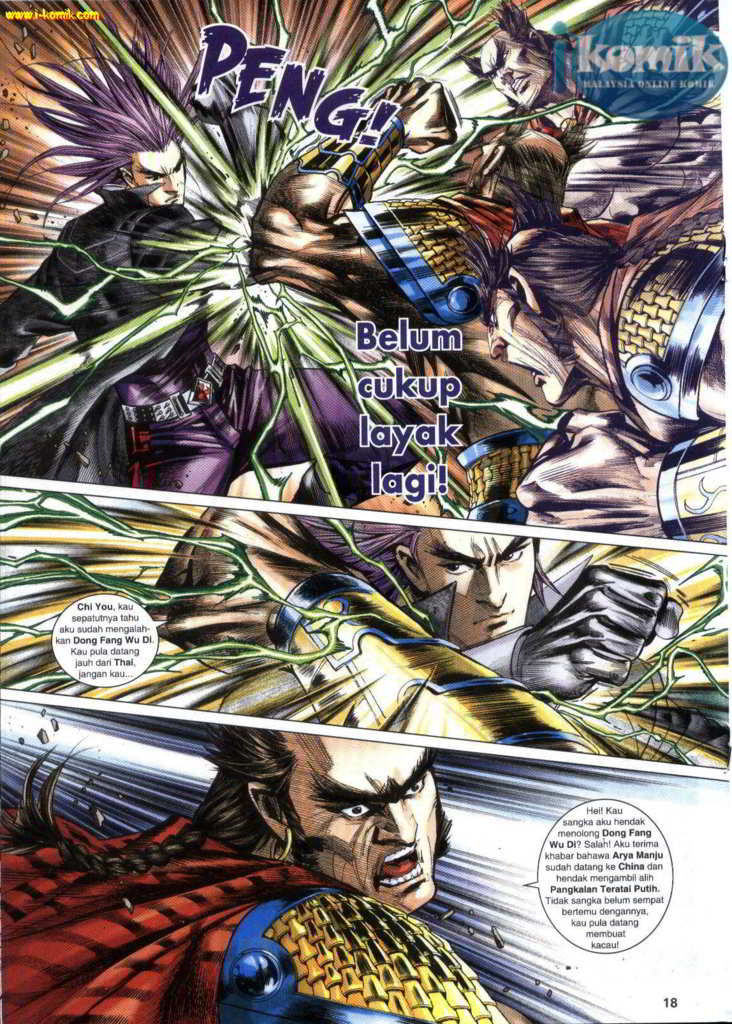 www.i-komik.com
ikomik
MALAYSIA ONLINE KOMIK
PENG!
Belum
cukup
layak
lagi!
Chi You, kau
sepatutnya tahu
aku sudah mengalah-
kan Dong Fang Wu Di.
Kau pula datang
jauh dari Thai,
jangan kau...
Hei! Kau
sangka aku hendak
menolong Dong Fang
Wu Di? Salah! Aku terima
khabar bahawa Arya Manju
sudah datang ke China dan
hendak mengambil alih
Pangkalan Teratai Putih.
Tidak sangka belum sempat
bertemu dengannya,
kau pula datang
membuat
kacau!
18